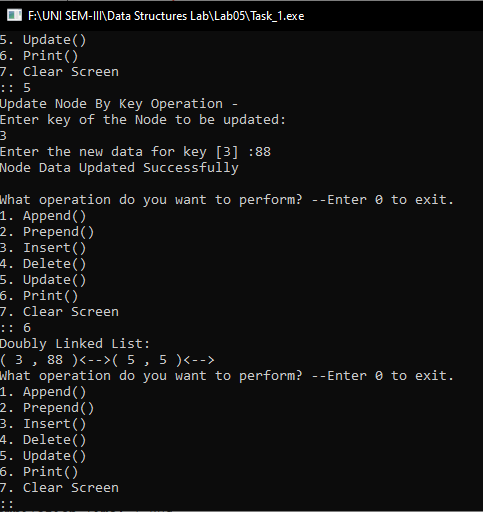 F:\UNI SEM-III\Data Structures Lab\Lab05\Task_1.exe
5. Update()
6. Print()
7. Clear Screen
:: 5
Update Node By Key Operation -
Enter key of the Node to be updated:
3
Enter the new data for key [3] :88
Node Data Updated Successfully

What operation do you want to perform? --Enter 0 to exit.
1. Append()
2. Prepend()
3. Insert()
4. Delete()
5. Update()
6. Print()
7. Clear Screen
:: 6
Doubly Linked List:
( 3 , 88 )<-->( 5 , 5 )<-->
What operation do you want to perform? --Enter 0 to exit.
1. Append()
2. Prepend()
3. Insert()
4. Delete()
5. Update()
6. Print()
7. Clear Screen
::